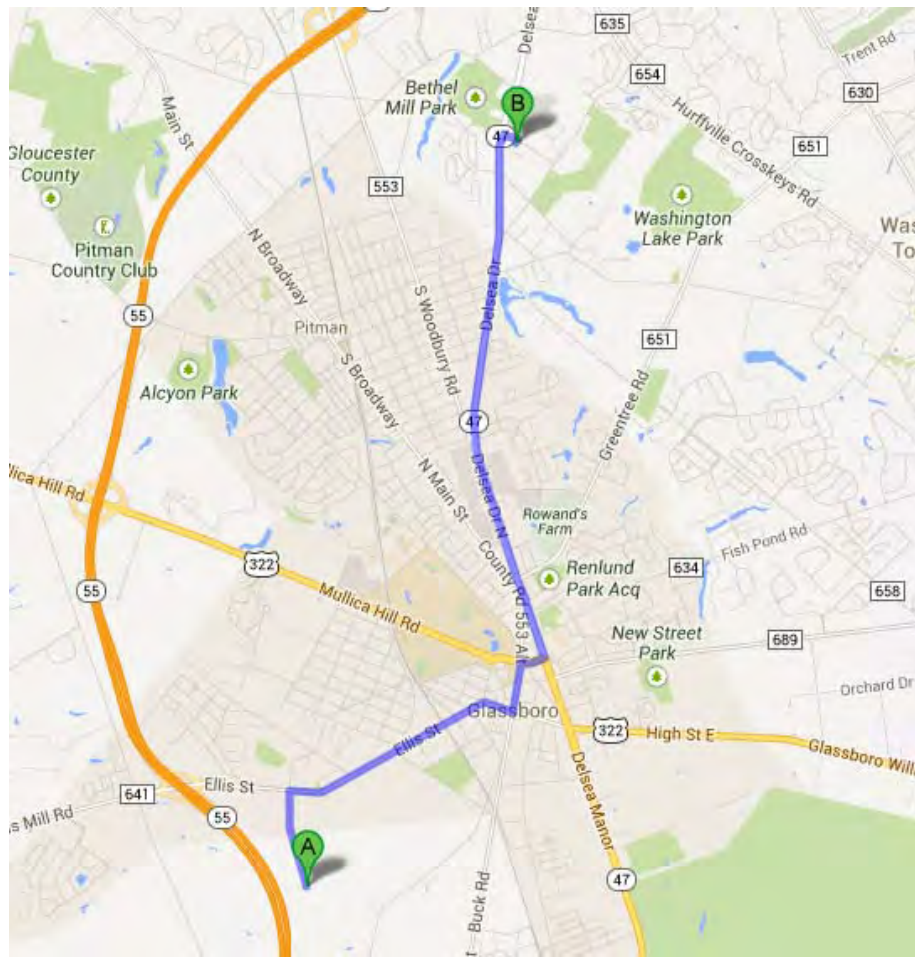 Delsea
635
Trent Rd
654
Bethel
Mill Park
B
630
Main St
47
Hurffville Crosskeys Rd
651
Gloucester
County
553
Washington
Lake Park
Was
To
Pitman
Country Club
N Broadway
Delsea Dr
55
Pitman
S Woodbury Rd
651
S Broadway
Alcyon Park
Greentree Rd
47
llica Hill Rd
N Main St
Delsea Dr N
Rowand's
Farm
Fish Pond Rd
322
County Rd 553 Alt
Renlund
Park Acq
634
55
658
Mullica Hill Rd
New Street
Park
689
Orchard Dr
Glassboro
322
High St E
Ellis St
Glassboro Willi
Delsea Manor
Ellis St
641
s Mill Rd
55
A
47
t
Buck Rd